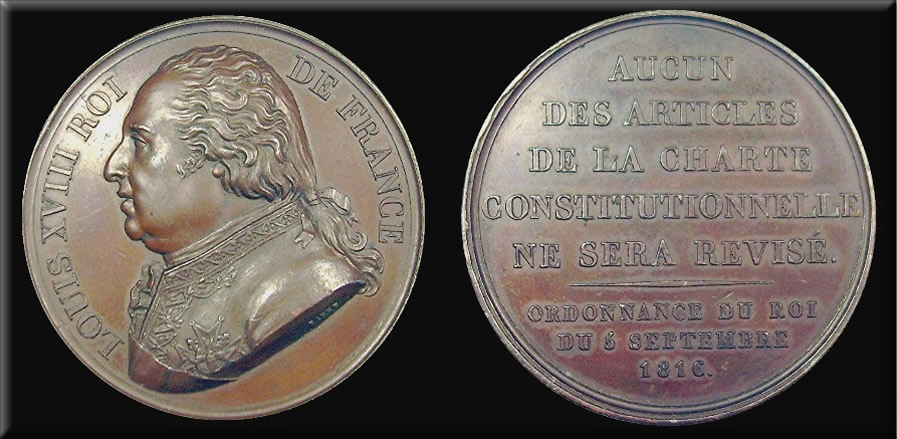 LOUIS XVIII ROI DE FRANCE
AUCUN
DES ARTICLES
DE LA CHARTE
CONSTITUTIONNELLE
NE SERA REVISÉ.
ORDONNANCE DU ROI
DU 5 SEPTEMBRE
1816.